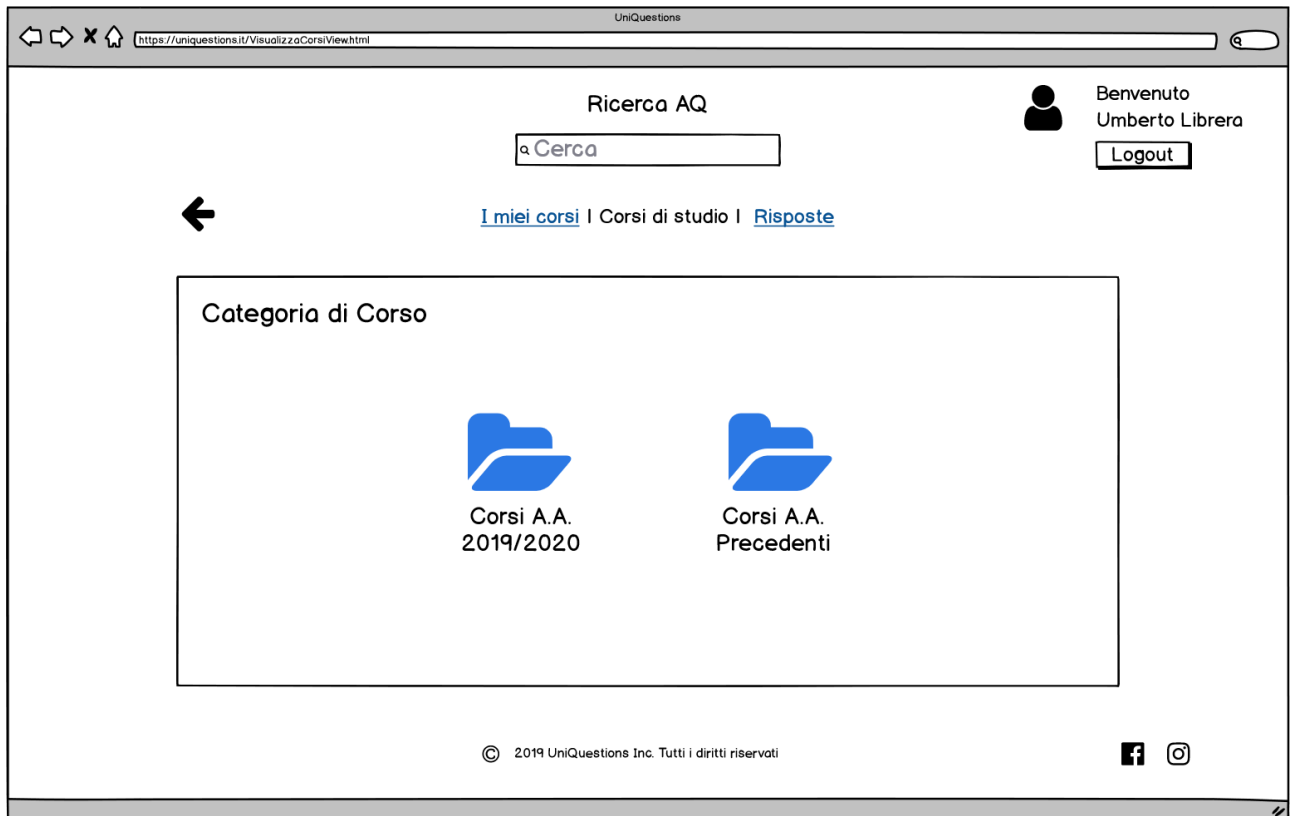 UniQuestions
https://uniquestions.it/VisualizzaCorsiView.html
Ricerca AQ
Cerca
Benvenuto
Umberto Librera
Logout
I miei corsi | Corsi di studio | Risposte
Categoria di Corso
Corsi A.A.
2019/2020
Corsi A.A.
Precedenti
© 2019 UniQuestions Inc. Tutti i diritti riservati